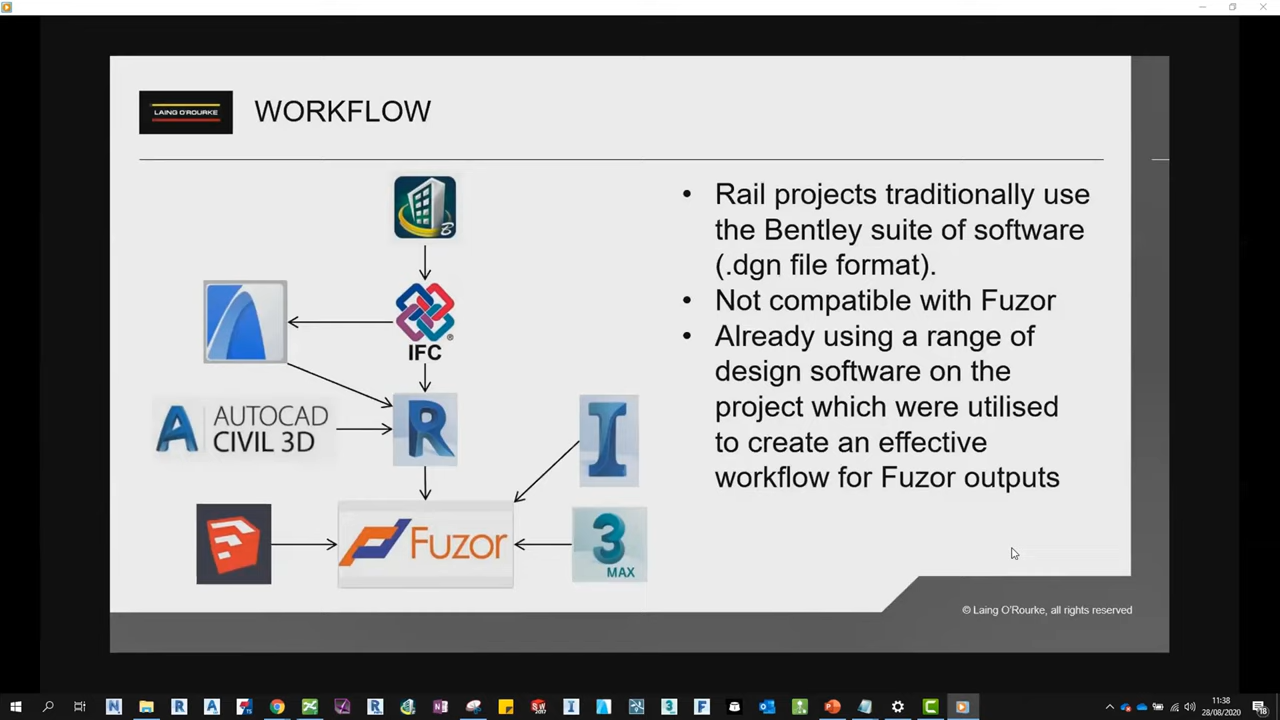 LAING O'ROURKE
WORKFLOW
B
IFC
®
AUTOCAD
CIVIL 3D
R
I
Fuzor
3
MAX
• Rail projects traditionally use
the Bentley suite of software
(.dgn file format).
• Not compatible with Fuzor
• Already using a range of
design software on the
project which were utilised
to create an effective
workflow for Fuzor outputs
© Laing O'Rourke, all rights reserved
11:38
28/08/2020